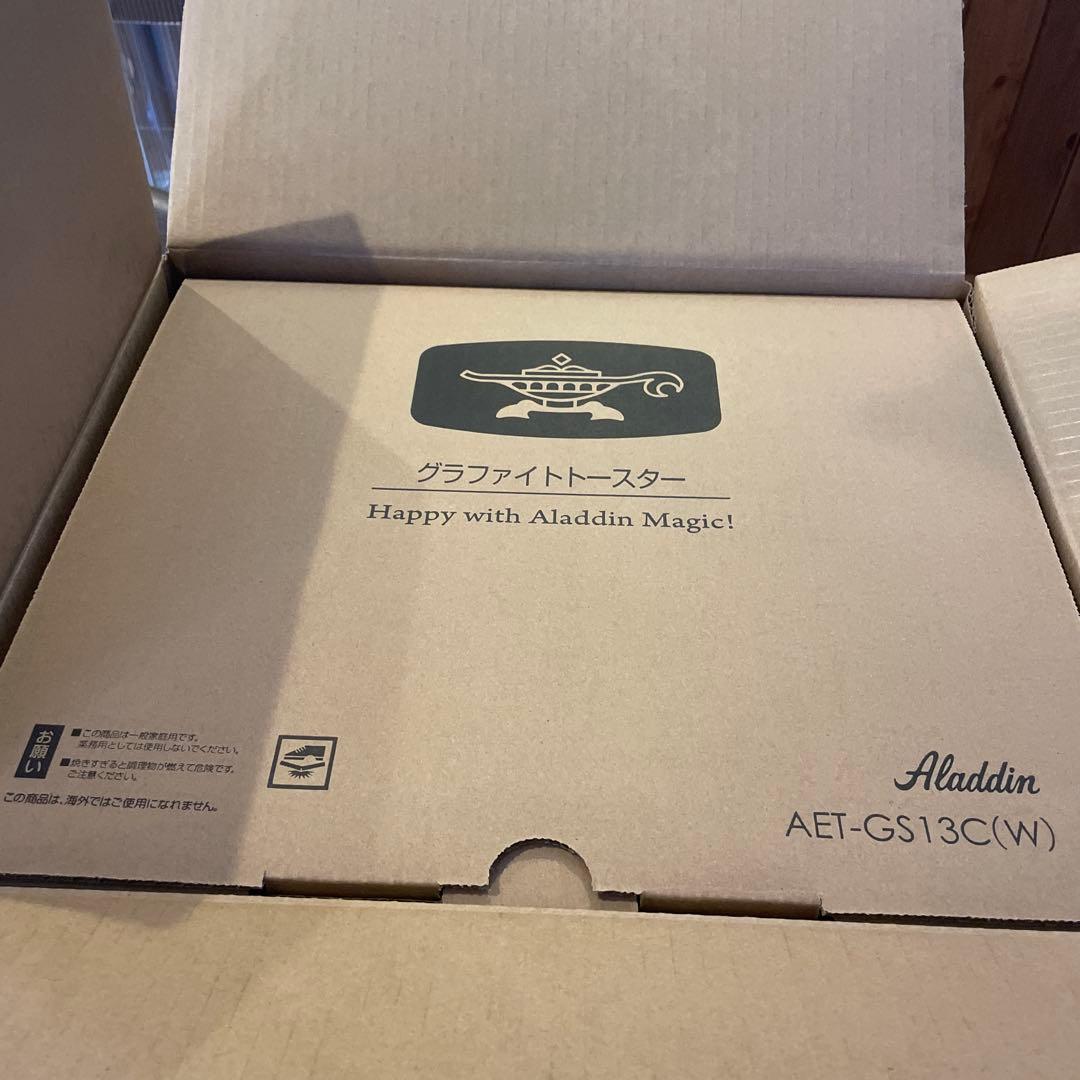 グラファイトトースター
Happy with Aladdin Magic!
お願い
■この商品は一般家庭用です。
業務用としては使用しないでください。
■焼きすぎると調理物が燃えて危険です。
ご注意ください。
この商品は、海外ではご使用になれません。
Aladdin
AET-GS13C(W)